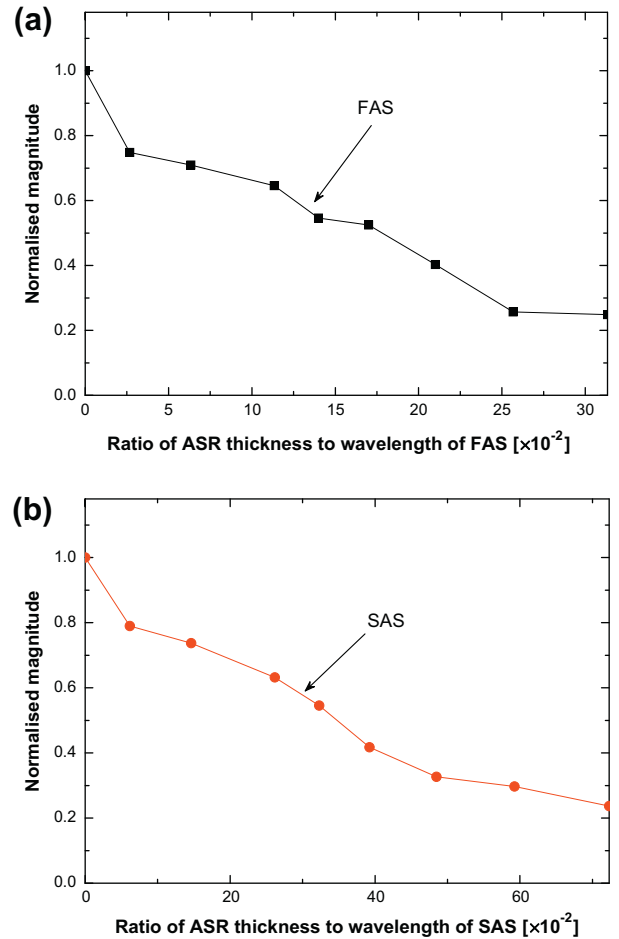 (a)
1.0
0.8
0.6
0.4
0.2
0.0
Normalised magnitude
FAS
0 5 10 15 20 25 30
Ratio of ASR thickness to wavelength of FAS [×10⁻²]
(b)
1.0
0.8
0.6
0.4
0.2
0.0
Normalised magnitude
SAS
0 20 40 60
Ratio of ASR thickness to wavelength of SAS [×10⁻²]